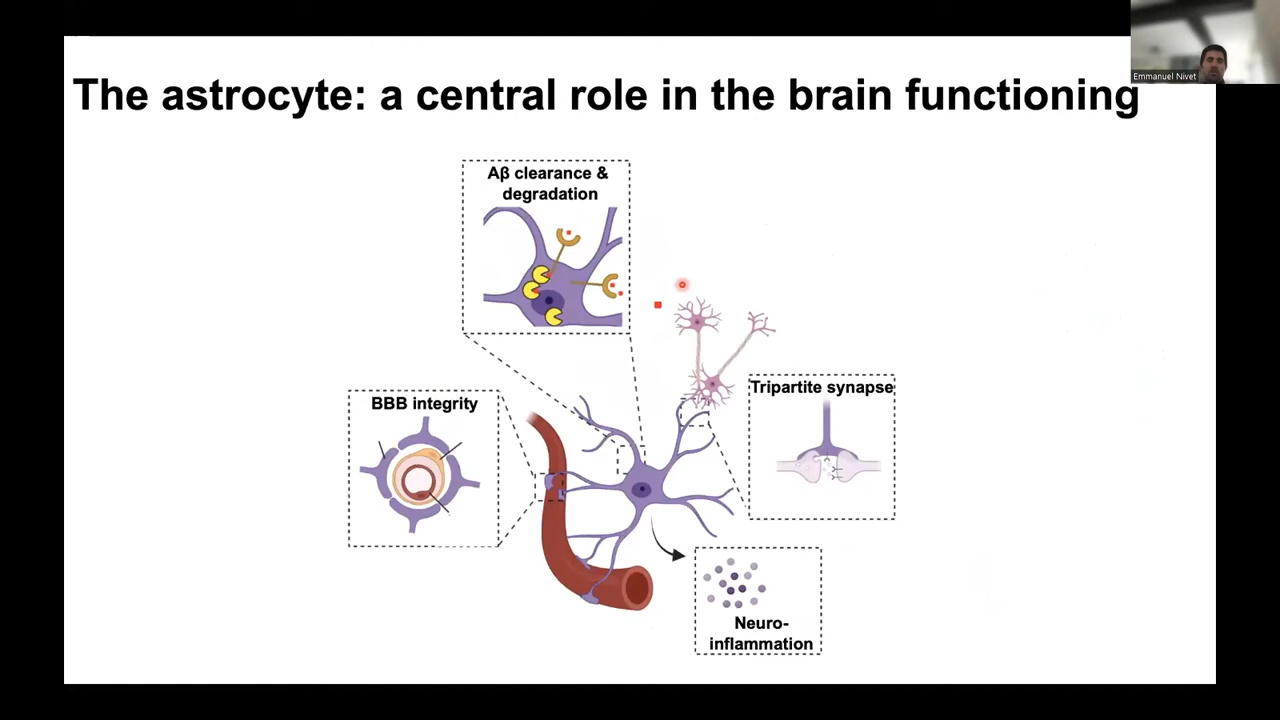 Emmanuel Nivet
The astrocyte: a central role in the brain functioning
Aβ clearance &
degradation
BBB integrity
Tripartite synapse
Neuro-
inflammation